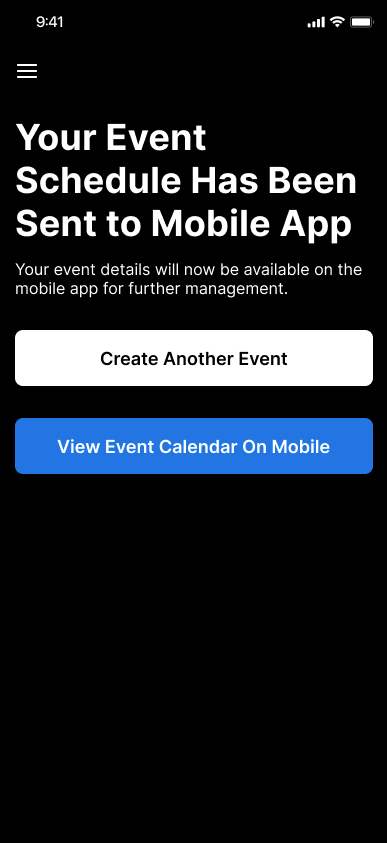 9:41
Your Event
Schedule Has Been
Sent to Mobile App
Your event details will now be available on the
mobile app for further management.
Create Another Event
View Event Calendar On Mobile